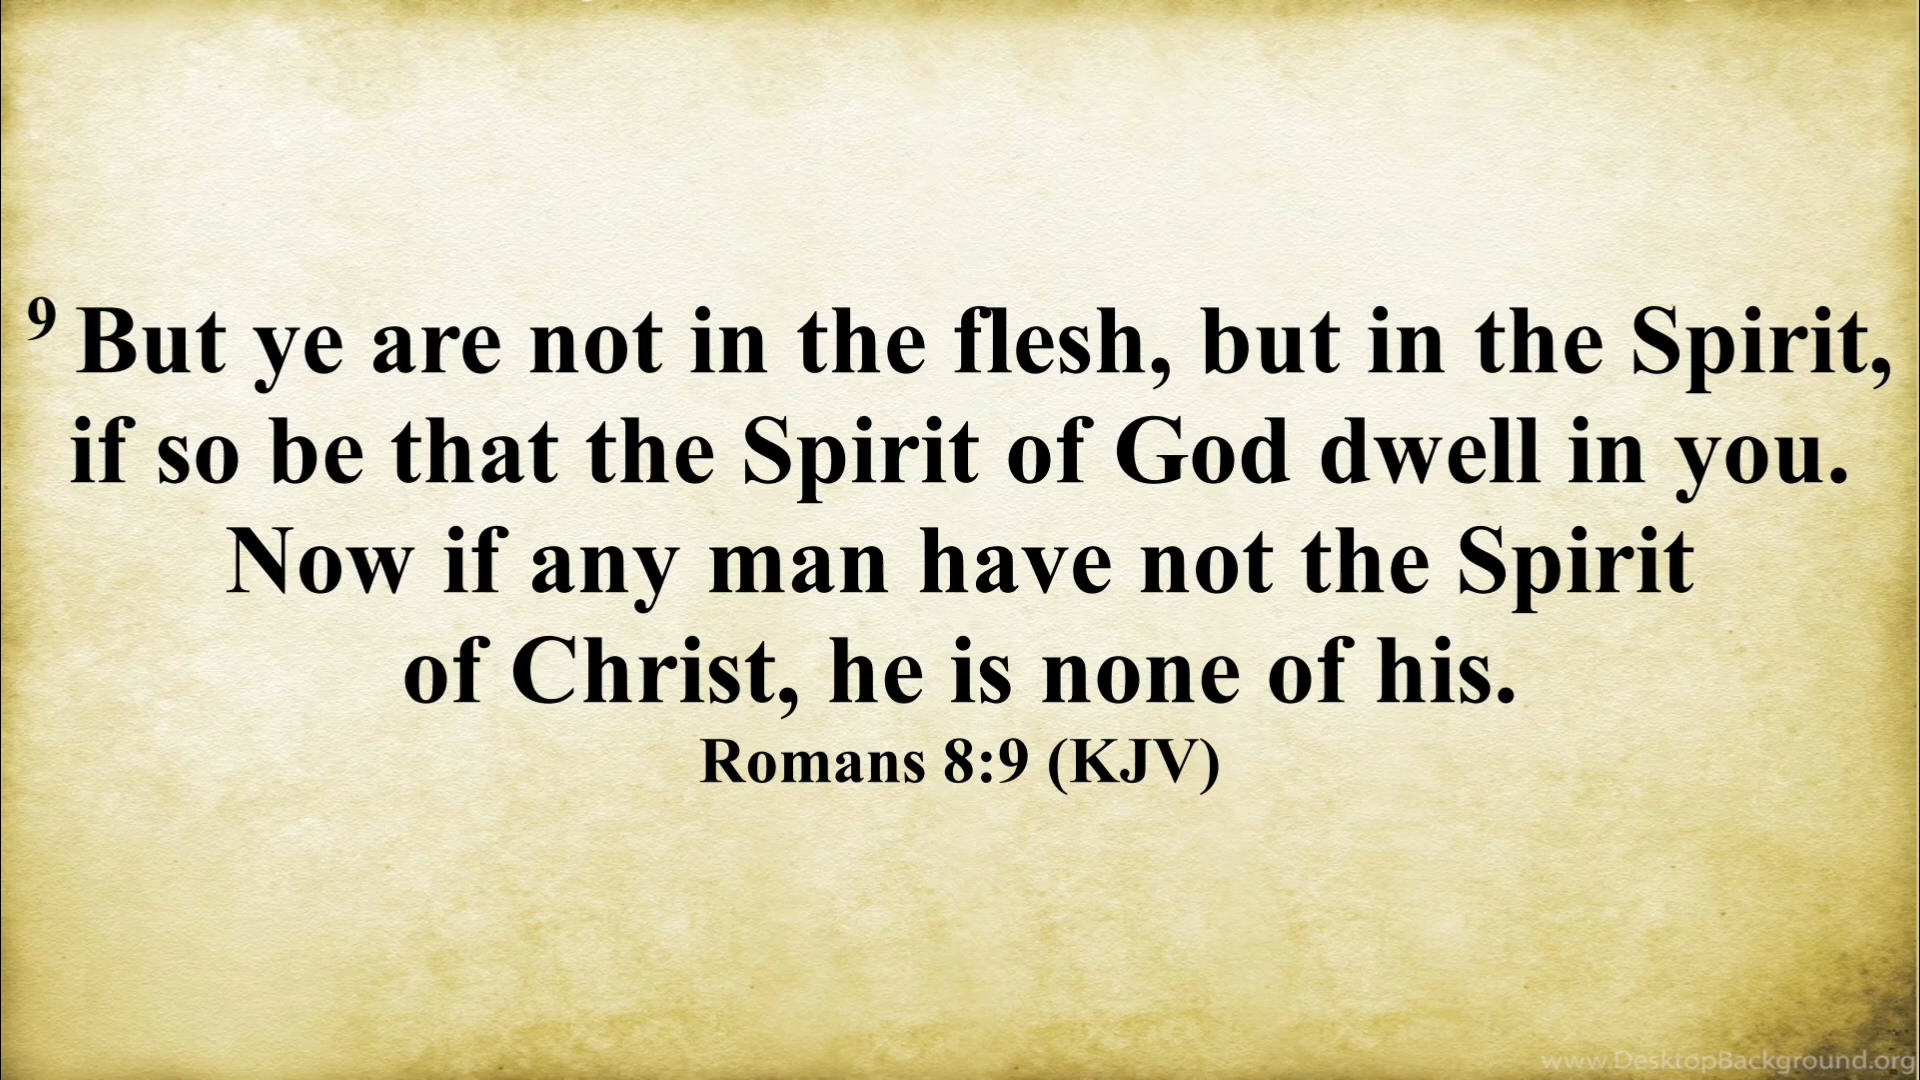 9 But ye are not in the flesh, but in the Spirit,
if so be that the Spirit of God dwell in you.
Now if any man have not the Spirit
of Christ, he is none of his.
Romans 8:9 (KJV)
www.DesktopBackground.org